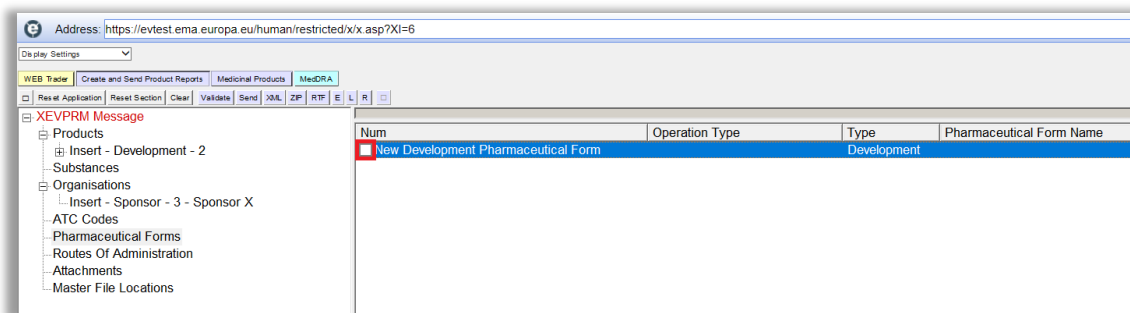 Address: https://evtest.ema.europa.eu/human/restricted/x/x.asp?XI=6
Display Settings
WEB Trader Create and Send Product Reports Medicinal Products MedDRA
Reset Application Reset Section Clear Validate Send XML ZIP RTF E L R
XEVPRM Message
Products
Insert - Development - 2
Substances
Organisations
Insert - Sponsor - 3 - Sponsor X
ATC Codes
Pharmaceutical Forms
Routes Of Administration
Attachments
Master File Locations
Num Operation Type Type Pharmaceutical Form Name
New Development Pharmaceutical Form Development